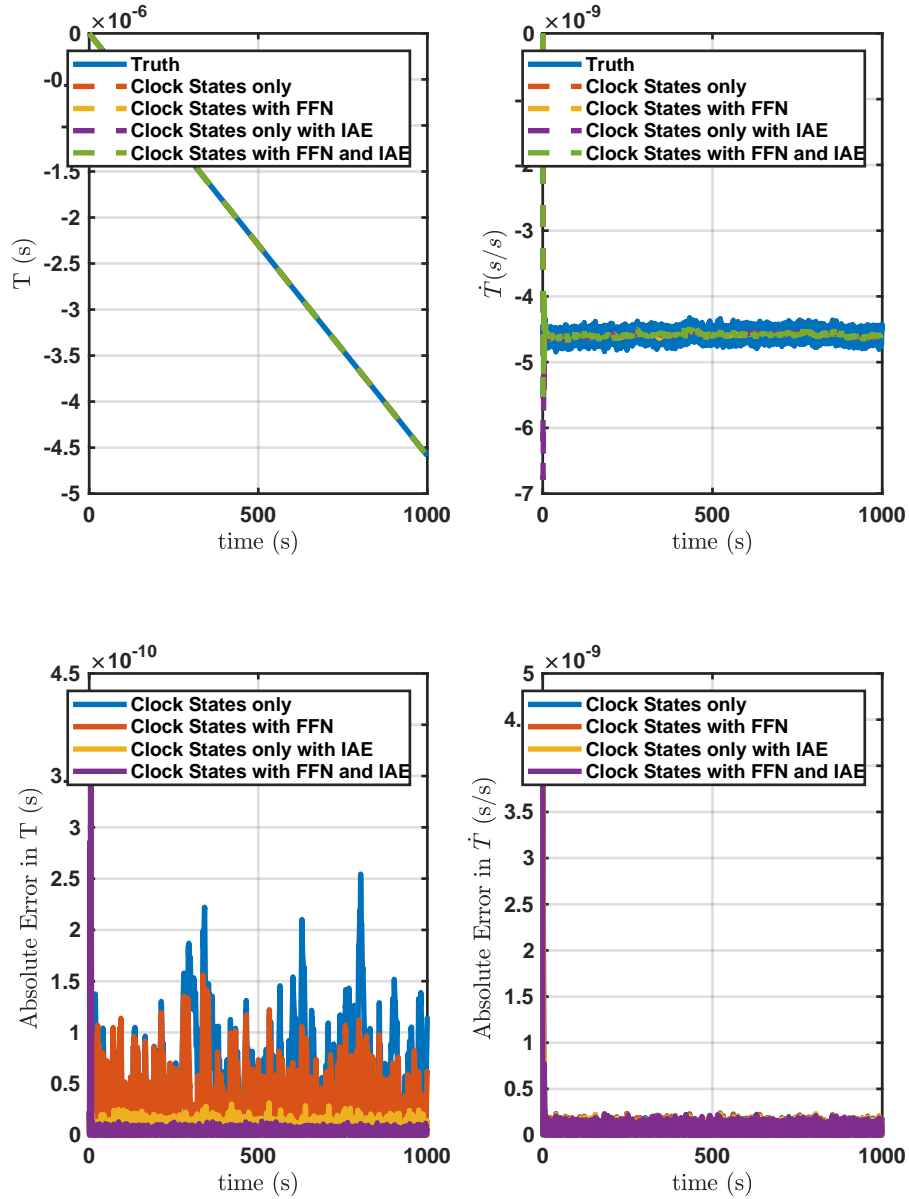 ×10^-6
0
-0.
-1.5
-2
-2.5
-3
-3.5
-4
-4.5
-5
T (s)
Truth
Clock States only
Clock States with FFN
Clock States only with IAE
Clock States with FFN and IAE
0
500
1000
time (s)
×10^-9
0
-3
-4
-5
-6
-7
Ṫ(s/s)
Truth
Clock States only
Clock States with FFN
Clock States only with IAE
Clock States with FFN and IAE
0
500
1000
time (s)
×10^-10
4.5
3.
3
2.5
2
1.5
1
0.5
0
Absolute Error in T (s)
Clock States only
Clock States with FFN
Clock States only with IAE
Clock States with FFN and IAE
0
500
1000
time (s)
×10^-9
5
4.
3.5
3
2.5
2
1.5
1
0.5
0
Absolute Error in Ṫ (s/s)
Clock States only
Clock States with FFN
Clock States only with IAE
Clock States with FFN and IAE
0
500
1000
time (s)